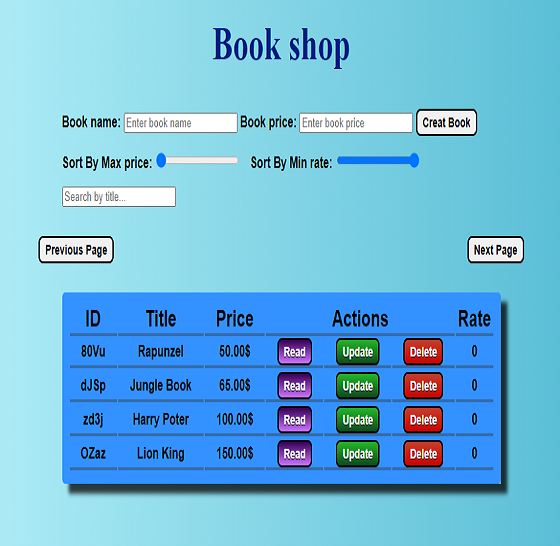 Book shop
Book name: Enter book name Book price: Enter book price Creat Book
Sort By Max price: Sort By Min rate:
Search by title...
Previous Page Next Page
ID Title Price Actions Rate
80Vu Rapunzel 50.00$ Read Update Delete 0
dJSp Jungle Book 65.00$ Read Update Delete 0
zd3j Harry Poter 100.00$ Read Update Delete 0
OZaz Lion King 150.00$ Read Update Delete 0